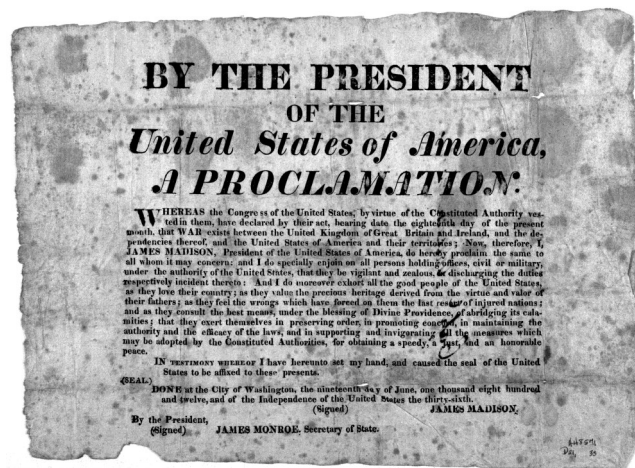 BY THE PRESIDENT
OF THE
United States of America,
A PROCLAMATION.
WHEREAS the Congress of the United States, by virtue of the Constituted Authority ves-
ted in them, have declared by their act, bearing date the eighteenth day of the present
month, that WAR exists between the United Kingdom of Great Britain and Ireland, and the de-
pendencies thereof, and the United States of America and their territories; Now, therefore, I,
JAMES MADISON, President of the United States of America, do hereby proclaim the same to
all whom it may concern: and I do specially enjoin on all persons holding offices, civil or military,
under the authority of the United States, that they be vigilant and zealous, in discharging the duties
respectively incident thereto: And I do moreover exhort all the good people of the United States,
as they love their country; as they value the precious heritage derived from the virtue and valor of
their fathers; as they feel the wrongs which have forced on them the last resort of injured nations;
and as they consult the best means, under the blessing of Divine Providence, of abridging its cala-
mities; that they exert themselves in preserving order, in promoting concord, in maintaining the
authority and the efficacy of the laws, and in supporting and invigorating all the measures which
may be adopted by the Constituted Authorities, for obtaining a speedy, a just, and an honorable
peace.
IN TESTIMONY WHEREOF I have hereunto set my hand, and caused the seal of the United
States to be affixed to these presents.
(SEAL.)
DONE at the City of Washington, the nineteenth day of June, one thousand eight hundred
and twelve, and of the Independence of the United States the thirty-sixth.
(Signed) JAMES MADISON.
By the President,
(Signed) JAMES MONROE, Secretary of State.